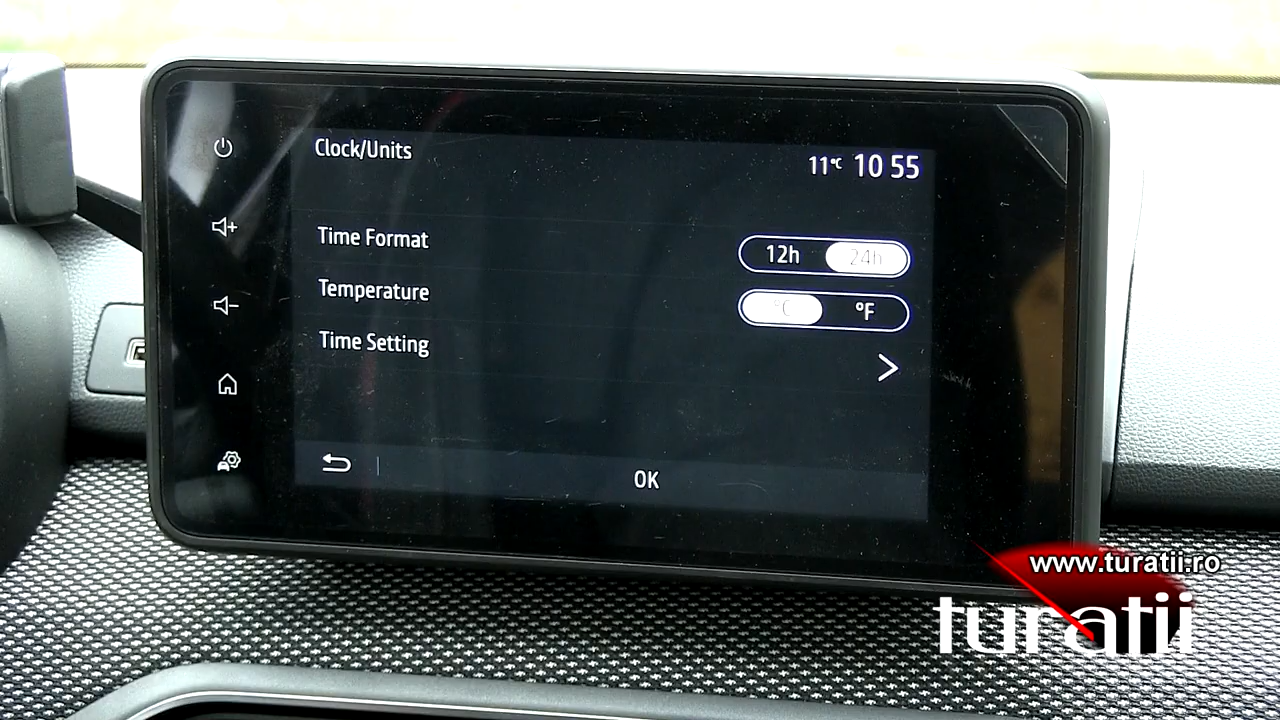 Clock/Units
11°C 10 55
Time Format
12h 24h
Temperature
°C °F
Time Setting
OK
www.turatii.ro
turatii